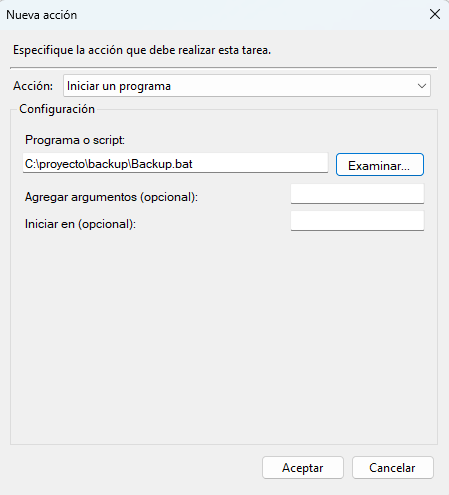 Nueva acción
Especifique la acción que debe realizar esta tarea.
Acción: Iniciar un programa
Configuración
Programa o script:
C:\proyecto\backup\Backup.bat Examinar...
Agregar argumentos (opcional):
Iniciar en (opcional):
Aceptar Cancelar